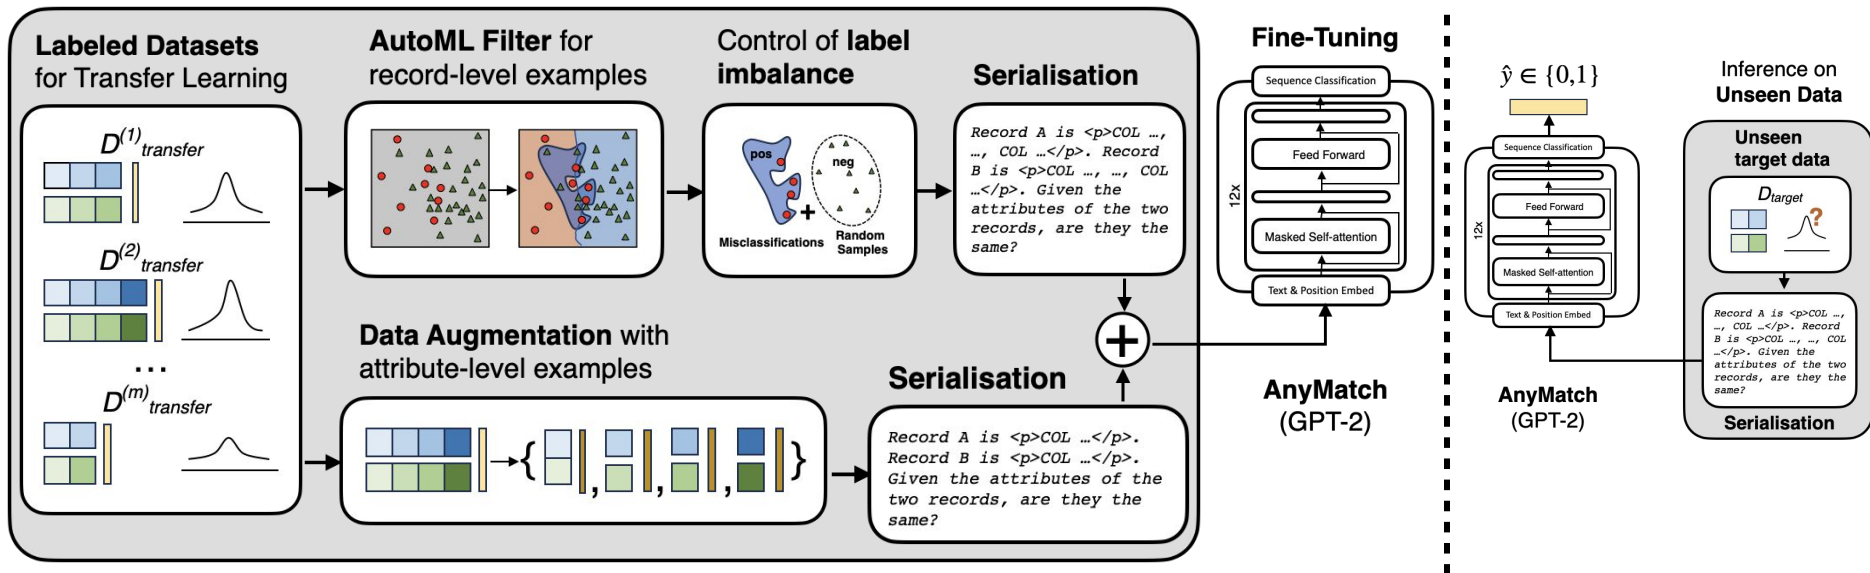 Labeled Datasets
for Transfer Learning
D(1)transfer
D(2)transfer
...
D(m)transfer
AutoML Filter for
record-level examples
Control of label
imbalance
pos
neg
+
Misclassifications
Random
Samples
Serialisation
Record A is <p>COL …,
…, COL …</p>. Record
B is <p>COL …, …, COL
…</p>. Given the
attributes of the two
records, are they the
same?
Data Augmentation with
attribute-level examples
{ , , , }
Serialisation
Record A is <p>COL …</p>.
Record B is <p>COL …</p>.
Given the attributes of the
two records, are they the
same?
+
Fine-Tuning
Sequence Classification
Feed Forward
12x
Masked Self-attention
Text & Position Embed
AnyMatch
(GPT-2)
ŷ ∈ {0,1}
Sequence Classification
Feed Forward
12x
Masked Self-attention
Text & Position Embed
AnyMatch
(GPT-2)
Inference on
Unseen Data
Unseen
target data
Dtarget
?
Record A is <p>COL …,
…, COL …</p>. Record
B is <p>COL …, …, COL
…</p>. Given the
attributes of the two
records, are they the
same?
Serialisation